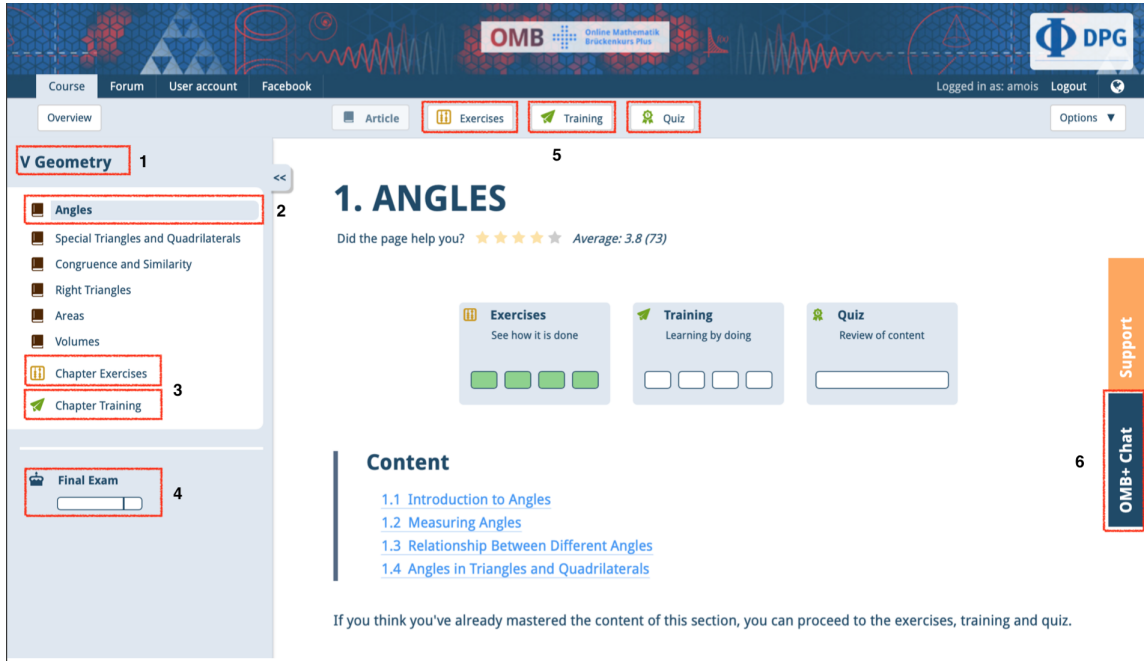 OMB Online Mathematik
Brückenkurs Plus
f(x)
Φ DPG
Course Forum User account Facebook
Logged in as: amois Logout
Overview
Article Exercises Training Quiz
Options ▼
5
V Geometry 1
<<
Angles 2
Special Triangles and Quadrilaterals
Congruence and Similarity
Right Triangles
Areas
Volumes
Chapter Exercises
3
Chapter Training
Final Exam
4
1. ANGLES
Did the page help you? Average: 3.8 (73)
Exercises
See how it is done
Training
Learning by doing
Quiz
Review of content
Content
1.1 Introduction to Angles
1.2 Measuring Angles
1.3 Relationship Between Different Angles
1.4 Angles in Triangles and Quadrilaterals
If you think you've already mastered the content of this section, you can proceed to the exercises, training and quiz.
Support
6
OMB+ Chat